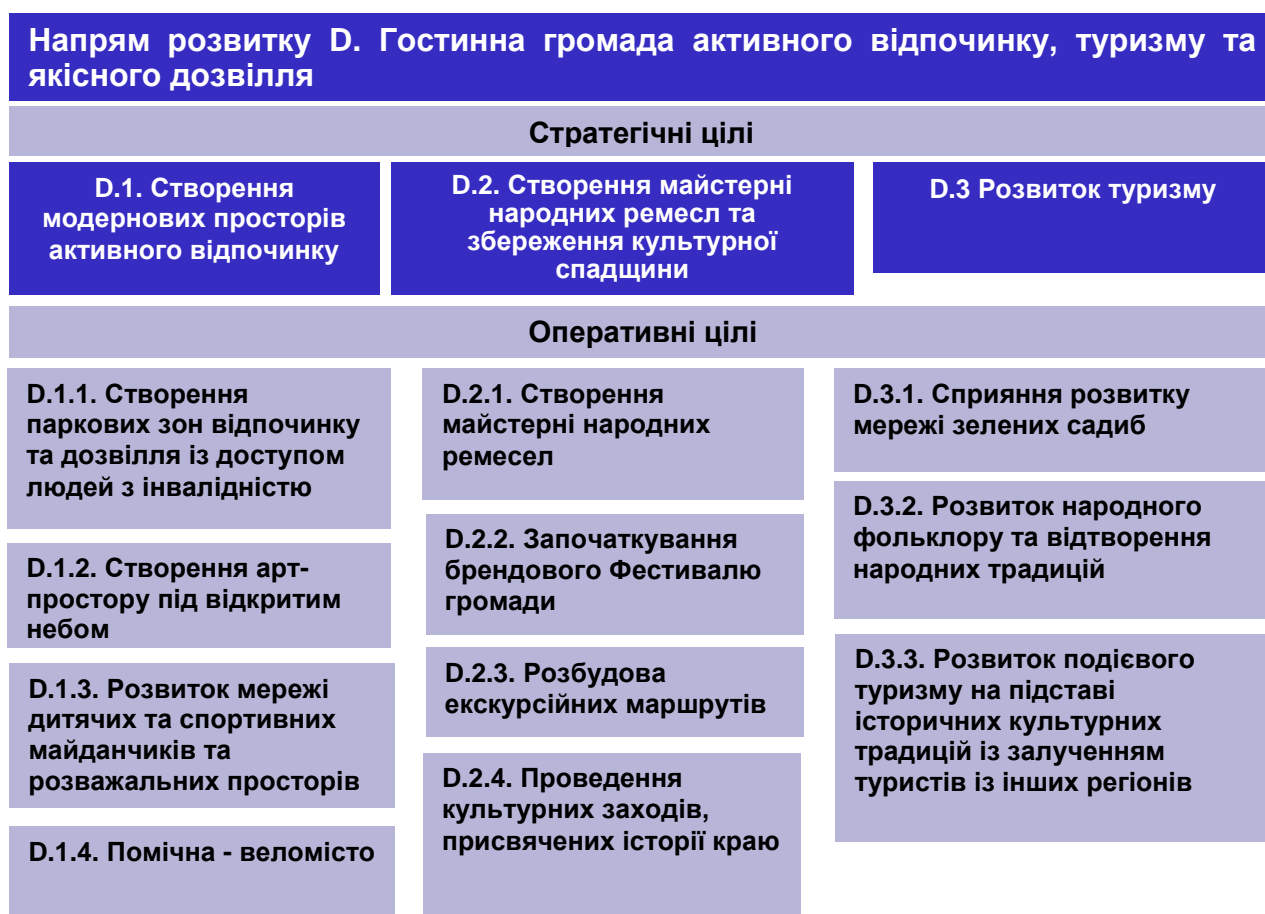 Напрям розвитку D. Гостинна громада активного відпочинку, туризму та
якісного дозвілля
Стратегічні цілі
D.1. Створення
модернових просторів
активного відпочинку
D.2. Створення майстерні
народних ремесл та
збереження культурної
спадщини
D.3 Розвиток туризму
Оперативні цілі
D.1.1. Створення
паркових зон відпочинку
та дозвілля із доступом
людей з інвалідністю
D.1.2. Створення арт-
простору під відкритим
небом
D.1.3. Розвиток мережі
дитячих та спортивних
майданчиків та
розважальних просторів
D.1.4. Помічна - веломісто
D.2.1. Створення
майстерні народних
ремесел
D.2.2. Започаткування
брендового Фестивалю
громади
D.2.3. Розбудова
екскурсійних маршрутів
D.2.4. Проведення
культурних заходів,
присвячених історії краю
D.3.1. Сприяння розвитку
мережі зелених садиб
D.3.2. Розвиток народного
фольклору та відтворення
народних традицій
D.3.3. Розвиток подієвого
туризму на підставі
історичних культурних
традицій із залученням
туристів із інших регіонів